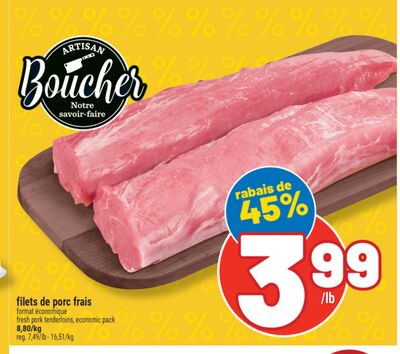 ARTISAN
Boucher
Notre
savoir-faire
rabais de
45%
3,99
/lb
filets de porc frais
format économique
fresh pork tenderloins, economic pack
8,80/kg
reg. 7,49/lb - 16,51/kg